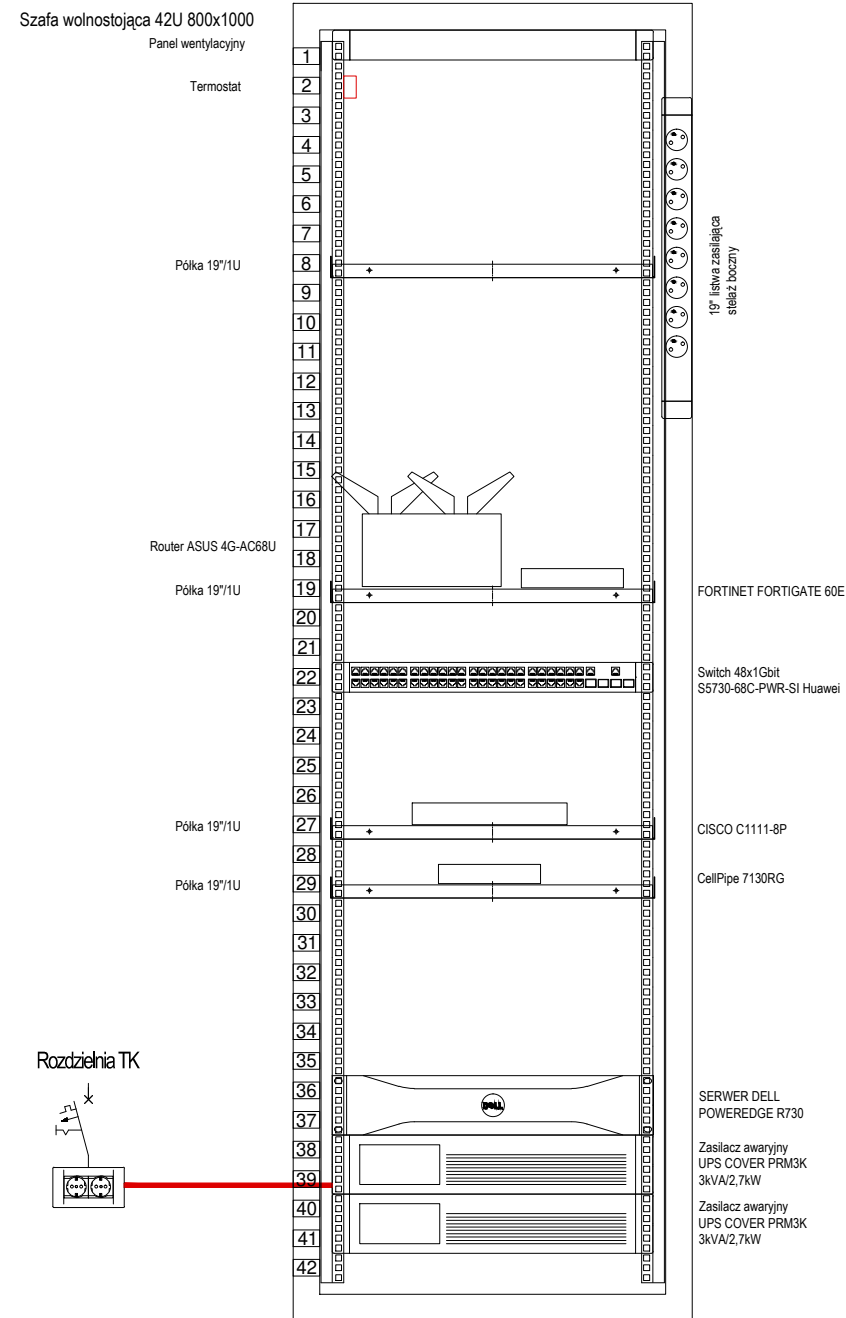 Szafa wolnostojąca 42U 800x1000
Panel wentylacyjny
1
Termostat
2
3
4
5
6
7
19" listwa zasilająca
stelaż boczny
Półka 19"/1U
8
9
10
11
12
13
14
15
16
17
Router ASUS 4G-AC68U
18
Półka 19"/1U
19
FORTINET FORTIGATE 60E
20
21
22
Switch 48x1Gbit
S5730-68C-PWR-SI Huawei
23
24
25
26
Półka 19"/1U
27
CISCO C1111-8P
28
Półka 19"/1U
29
CellPipe 7130RG
30
31
32
33
34
35
Rozdzielnia TK
36
DELL
SERWER DELL
POWEREDGE R730
37
38
Zasilacz awaryjny
UPS COVER PRM3K
3kVA/2,7kW
39
40
Zasilacz awaryjny
UPS COVER PRM3K
3kVA/2,7kW
41
42